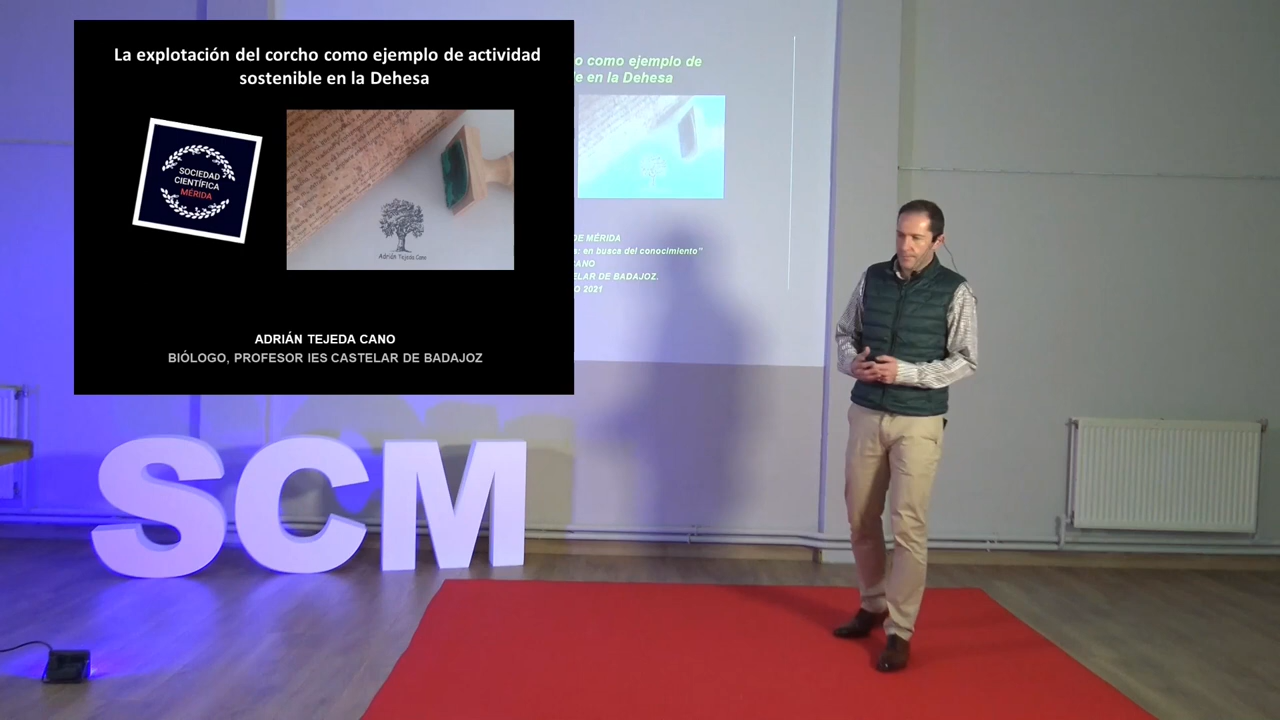 La explotación del corcho como ejemplo de actividad
sostenible en la Dehesa
SOCIEDAD
CIENTÍFICA
MÉRIDA
Adrián Tejeda Cano
ADRIÁN TEJEDA CANO
BIÓLOGO, PROFESOR IES CASTELAR DE BADAJOZ
o como ejemplo de
e en la Dehesa
DE MÉRIDA
: en busca del conocimiento"
CANO
ELAR DE BADAJOZ.
O 2021
SCM